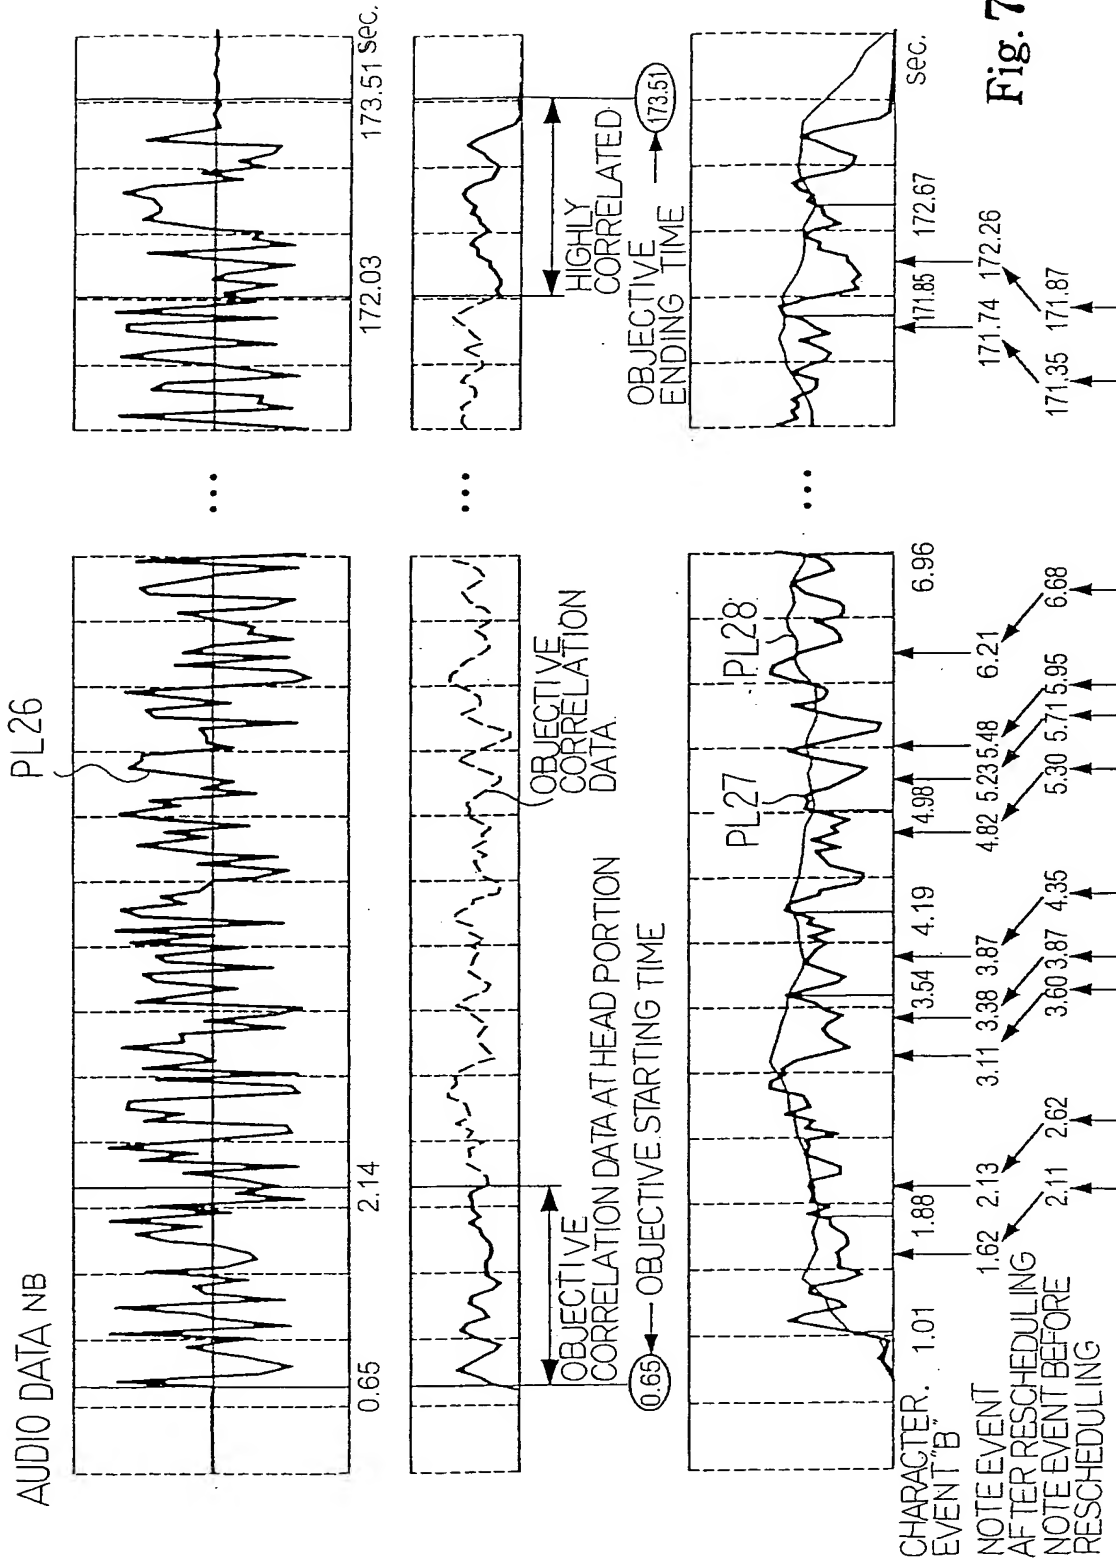 AUDIO DATA NB
PL26
0.65
2.14
172.03
173.51 sec.
...
OBJECTIVE
CORRELATION DATA AT HEAD PORTION
0.65
OBJECTIVE STARTING TIME
OBJECTIVE
CORRELATION
DATA
...
HIGHLY
CORRELATED
OBJECTIVE
ENDING TIME
173.51
PL27
PL28
...
CHARACTER.
EVENT "B"
1.01
1.88
3.54
4.19
4.98
6.96
171.85
172.67
sec.
NOTE EVENT
AFTER RESCHEDULING
1.62
2.13
3.11
3.38
3.87
4.82
5.23
5.48
6.21
171.74
172.26
NOTE EVENT BEFORE
RESCHEDULING
2.11
2.62
3.60
3.87
4.35
5.30
5.71
5.95
6.68
171.35
171.87
Fig. 7